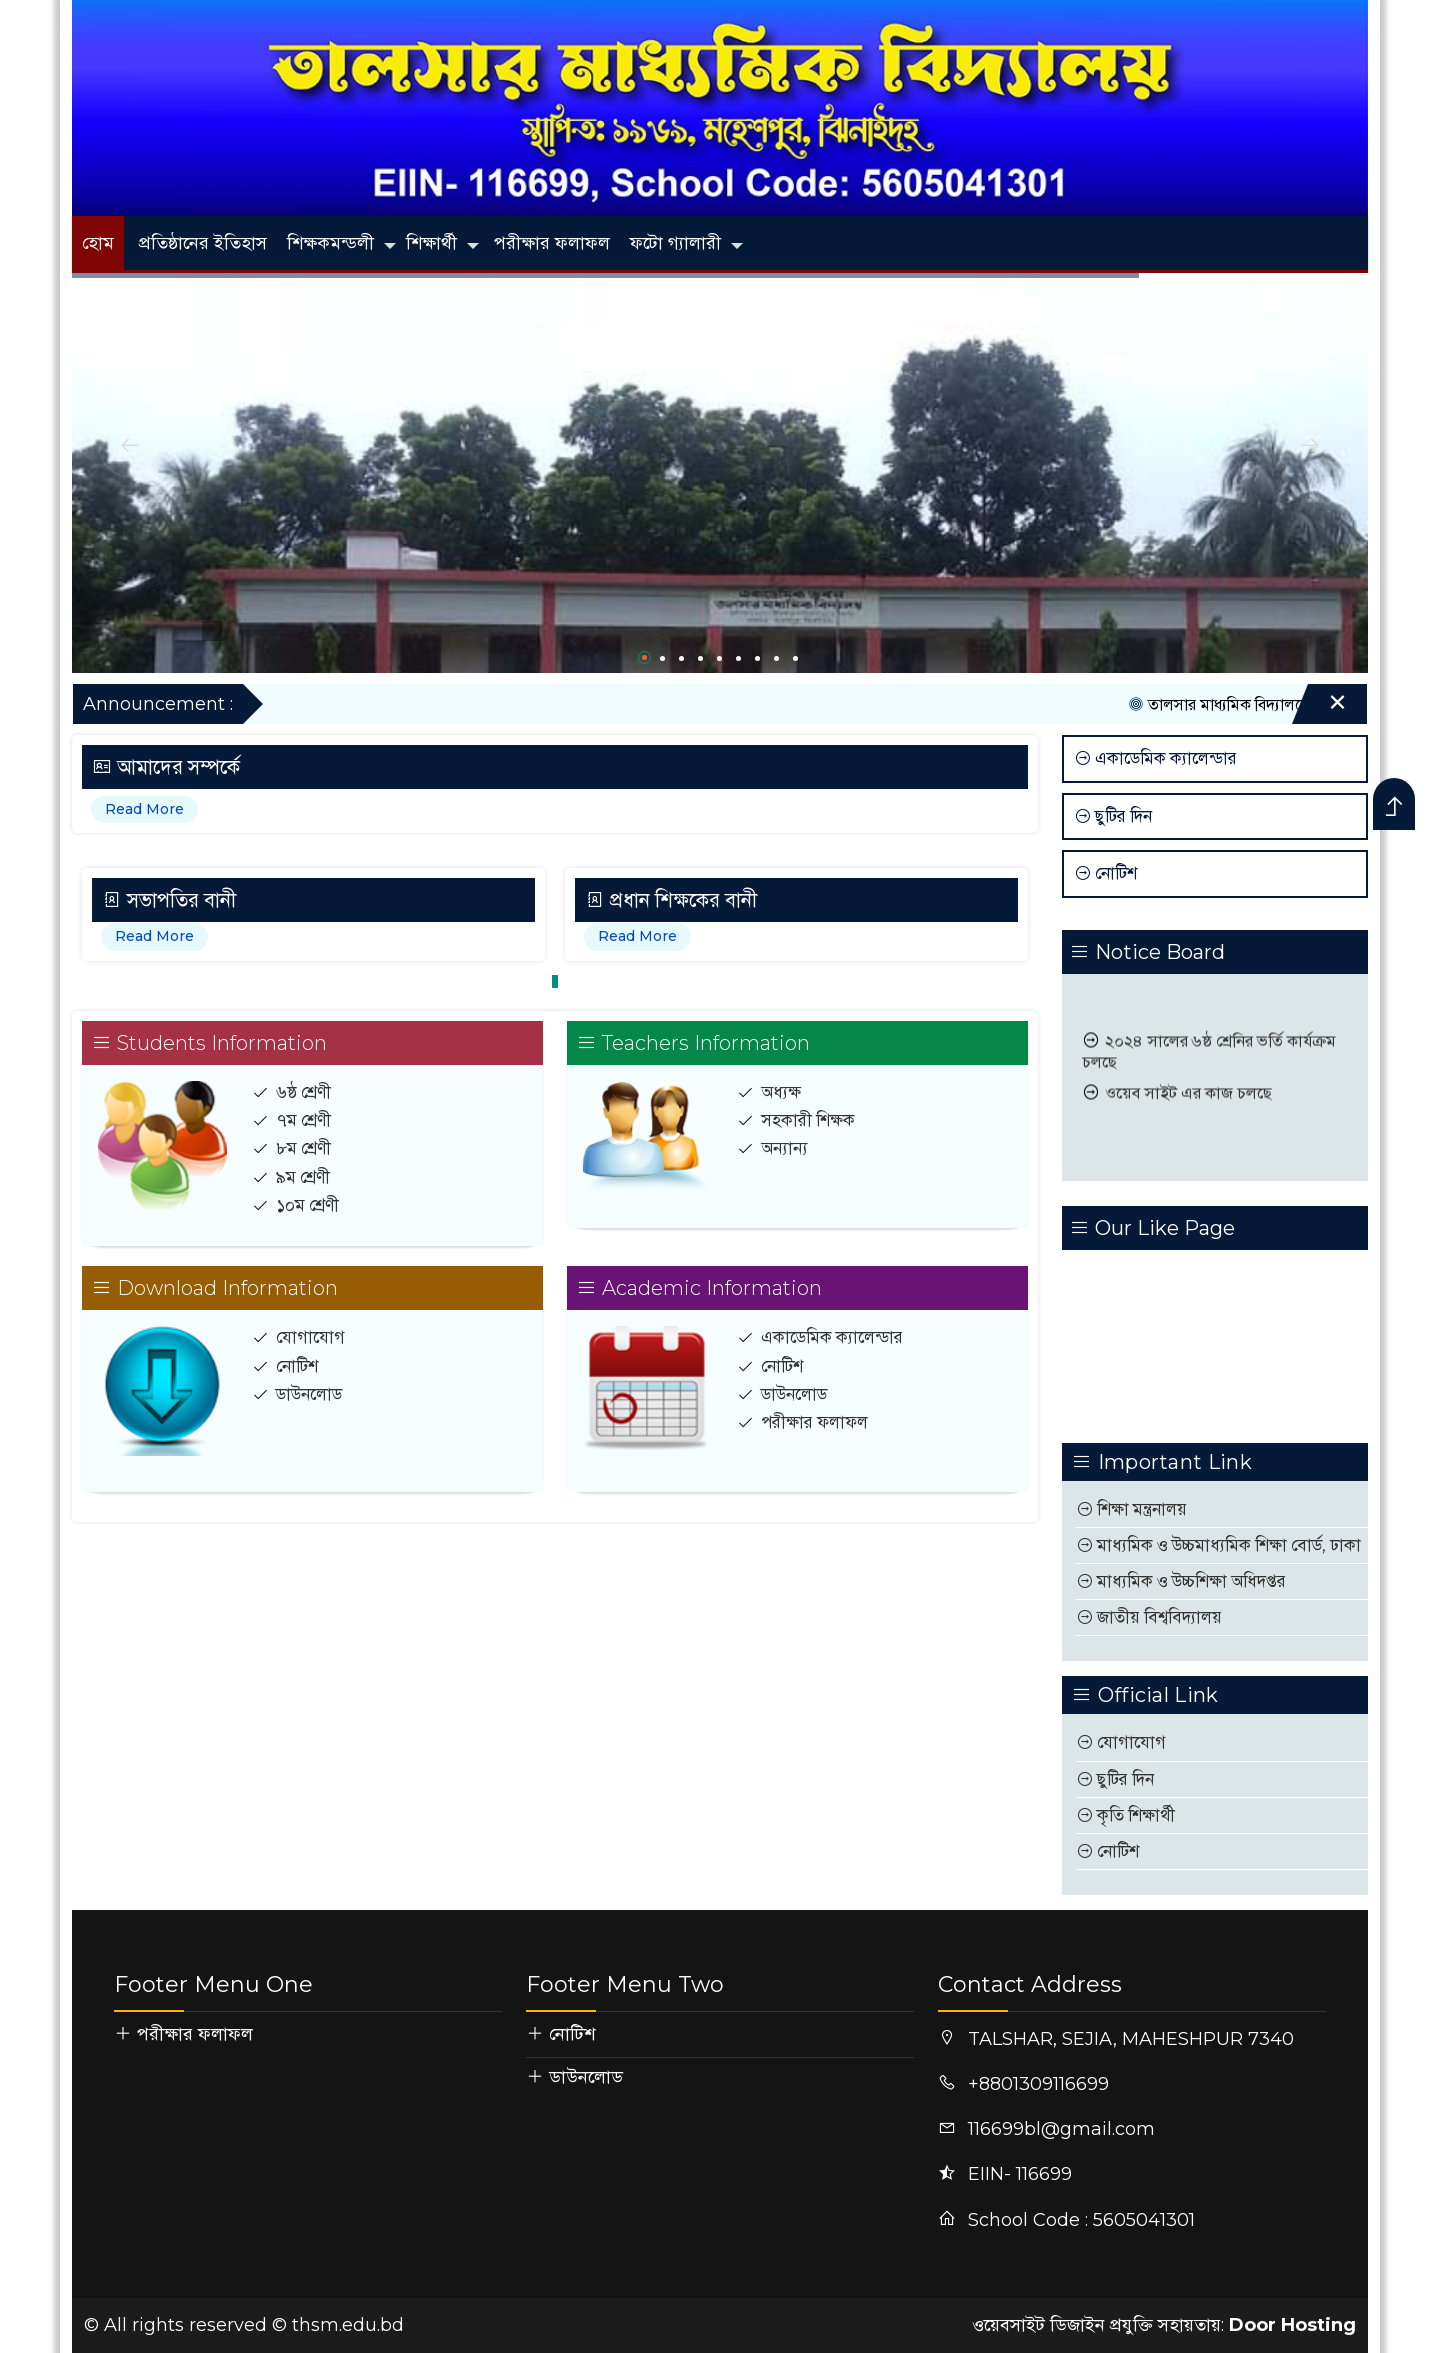 তালসার মাধ্যমিক বিদ্যালয়
স্থাপিত: ১৯৬৯, মহেশপুর, ঝিনাইদহ
EIIN- 116699, School Code: 5605041301
হোম প্রতিষ্ঠানের ইতিহাস শিক্ষকমন্ডলী শিক্ষার্থী পরীক্ষার ফলাফল ফটো গ্যালারী
একাডেমিক ভবন
তালসার মাধ্যমিক বিদ্যালয়
Announcement : তালসার মাধ্যমিক
আমাদের সম্পর্কে
Read More
সভাপতির বানী
Read More
প্রধান শিক্ষকের বানী
Read More
Students Information
৬ষ্ঠ শ্রেণী
৭ম শ্রেণী
৮ম শ্রেণী
৯ম শ্রেণী
১০ম শ্রেণী
Teachers Information
অধ্যক্ষ
সহকারী শিক্ষক
অন্যান্য
Download Information
যোগাযোগ
নোটিশ
ডাউনলোড
Academic Information
একাডেমিক ক্যালেন্ডার
নোটিশ
ডাউনলোড
পরীক্ষার ফলাফল
একাডেমিক ক্যালেন্ডার
ছুটির দিন
নোটিশ
Notice Board
২০২৪ সালের ৬ষ্ঠ শ্রেনির ভর্তি কার্যক্রম
চলছে
ওয়েব সাইট এর কাজ চলছে
Our Like Page
Important Link
শিক্ষা মন্ত্রনালয়
মাধ্যমিক ও উচ্চমাধ্যমিক শিক্ষা বোর্ড, ঢাকা
মাধ্যমিক ও উচ্চশিক্ষা অধিদপ্তর
জাতীয় বিশ্ববিদ্যালয়
Official Link
যোগাযোগ
ছুটির দিন
কৃতি শিক্ষার্থী
নোটিশ
Footer Menu One
পরীক্ষার ফলাফল
Footer Menu Two
নোটিশ
ডাউনলোড
Contact Address
TALSHAR, SEJIA, MAHESHPUR 7340
+8801309116699
116699bl@gmail.com
EIIN- 116699
School Code : 5605041301
© All rights reserved © thsm.edu.bd
ওয়েবসাইট ডিজাইন প্রযুক্তি সহায়তায়: Door Hosting